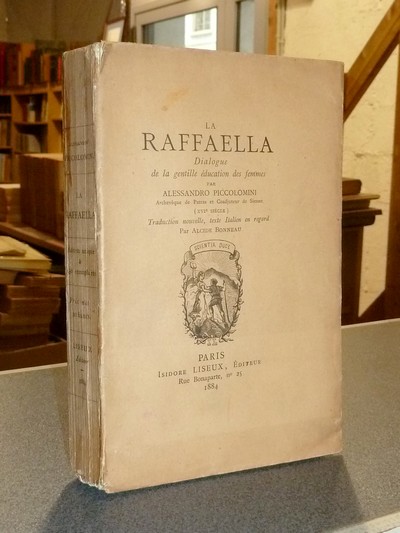 LA
RAFFAELLA
Dialogue
de la gentille éducation des femmes
PAR
ALESSANDRO PICCOLOMINI
Archevêque de Patras et Coadjuteur de Sienne
(XVIe SIÈCLE)
Traduction nouvelle, texte Italien en regard
Par ALCIDE BONNEAU
SCIENTIA DUCE
PARIS
ISIDORE LISEUX, ÉDITEUR
Rue Bonaparte, no 25
1884
PICCOLOMINI
LA
RAFFAELLA
LISEUX
1884